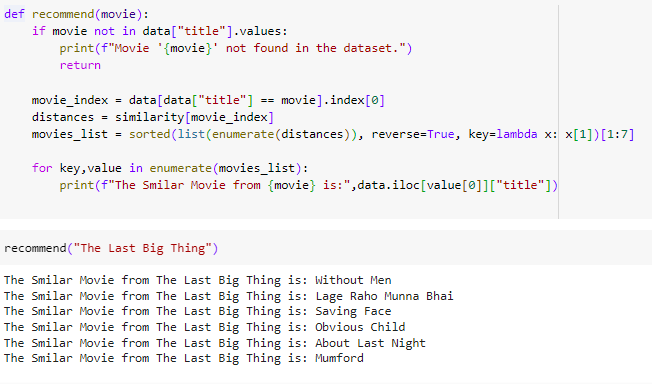 def recommend(movie):
    if movie not in data["title"].values:
        print(f"Movie '{movie}' not found in the dataset.")
        return
    movie_index = data[data["title"] == movie].index[0]
    distances = similarity[movie_index]
    movies_list = sorted(list(enumerate(distances)), reverse=True, key=lambda x: x[1])[1:7]
    for key,value in enumerate(movies_list):
        print(f"The Smilar Movie from {movie} is:",data.iloc[value[0]]["title"])
recommend("The Last Big Thing")
The Smilar Movie from The Last Big Thing is: Without Men
The Smilar Movie from The Last Big Thing is: Lage Raho Munna Bhai
The Smilar Movie from The Last Big Thing is: Saving Face
The Smilar Movie from The Last Big Thing is: Obvious Child
The Smilar Movie from The Last Big Thing is: About Last Night
The Smilar Movie from The Last Big Thing is: Mumford